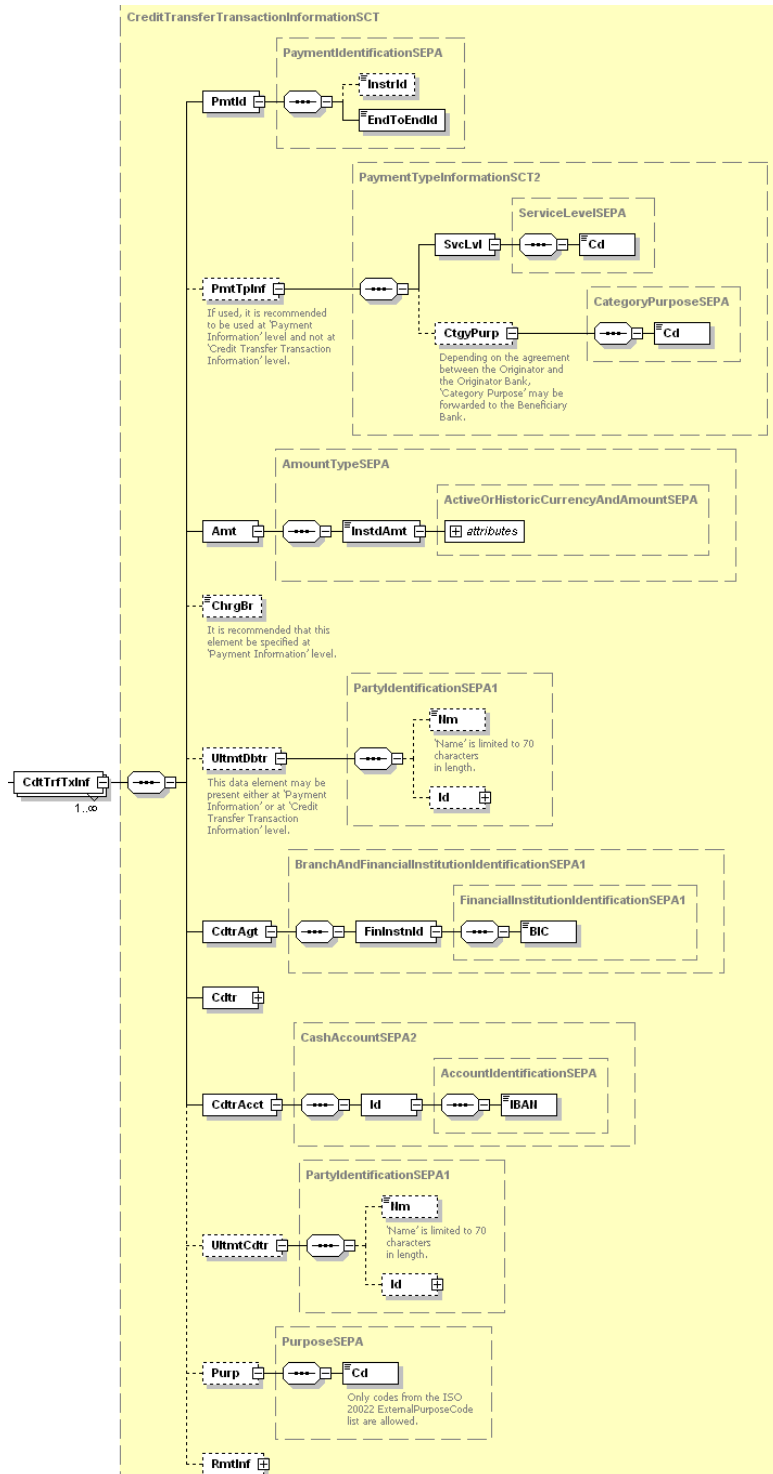 CreditTransferTransactionInformationSCT
PaymentIdentificationSEPA
InstrId
PmtId
EndToEndId
PaymentTypeInformationSCT2
ServiceLevelSEPA
SvcLvl
Cd
PmtTpInf
If used, it is recommended
to be used at 'Payment
Information' level and not at
'Credit Transfer Transaction
Information' level.
CategoryPurposeSEPA
CtgyPurp
Cd
Depending on the agreement
between the Originator and
the Originator Bank,
'Category Purpose' may be
forwarded to the Beneficiary
Bank.
AmountTypeSEPA
ActiveOrHistoricCurrencyAndAmountSEPA
Amt
InstdAmt
attributes
ChrgBr
It is recommended that this
element be specified at
'Payment Information' level.
PartyIdentificationSEPA1
Nm
'Name' is limited to 70
characters
in length.
UltmtDbtr
This data element may be
present either at 'Payment
Information' or at 'Credit
Transfer Transaction
Information' level.
Id
CdtTrfTxInf
1..∞
BranchAndFinancialInstitutionIdentificationSEPA1
FinancialInstitutionIdentificationSEPA1
CdtrAgt
FinInstnId
BIC
Cdtr
CashAccountSEPA2
AccountIdentificationSEPA
CdtrAcct
Id
IBAN
PartyIdentificationSEPA1
Nm
'Name' is limited to 70
characters
in length.
UltmtCdtr
Id
PurposeSEPA
Purp
Cd
Only codes from the ISO
20022 ExternalPurposeCode
list are allowed.
RmtInf